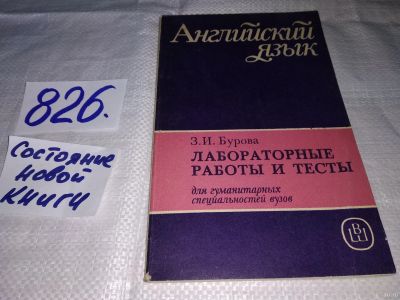 Английский
язык
826.
Состояние
новой
книги
З.И. Бурова
ЛАБОРАТОРНЫЕ
РАБОТЫ И ТЕСТЫ
для гуманитарных
специальностей вузов